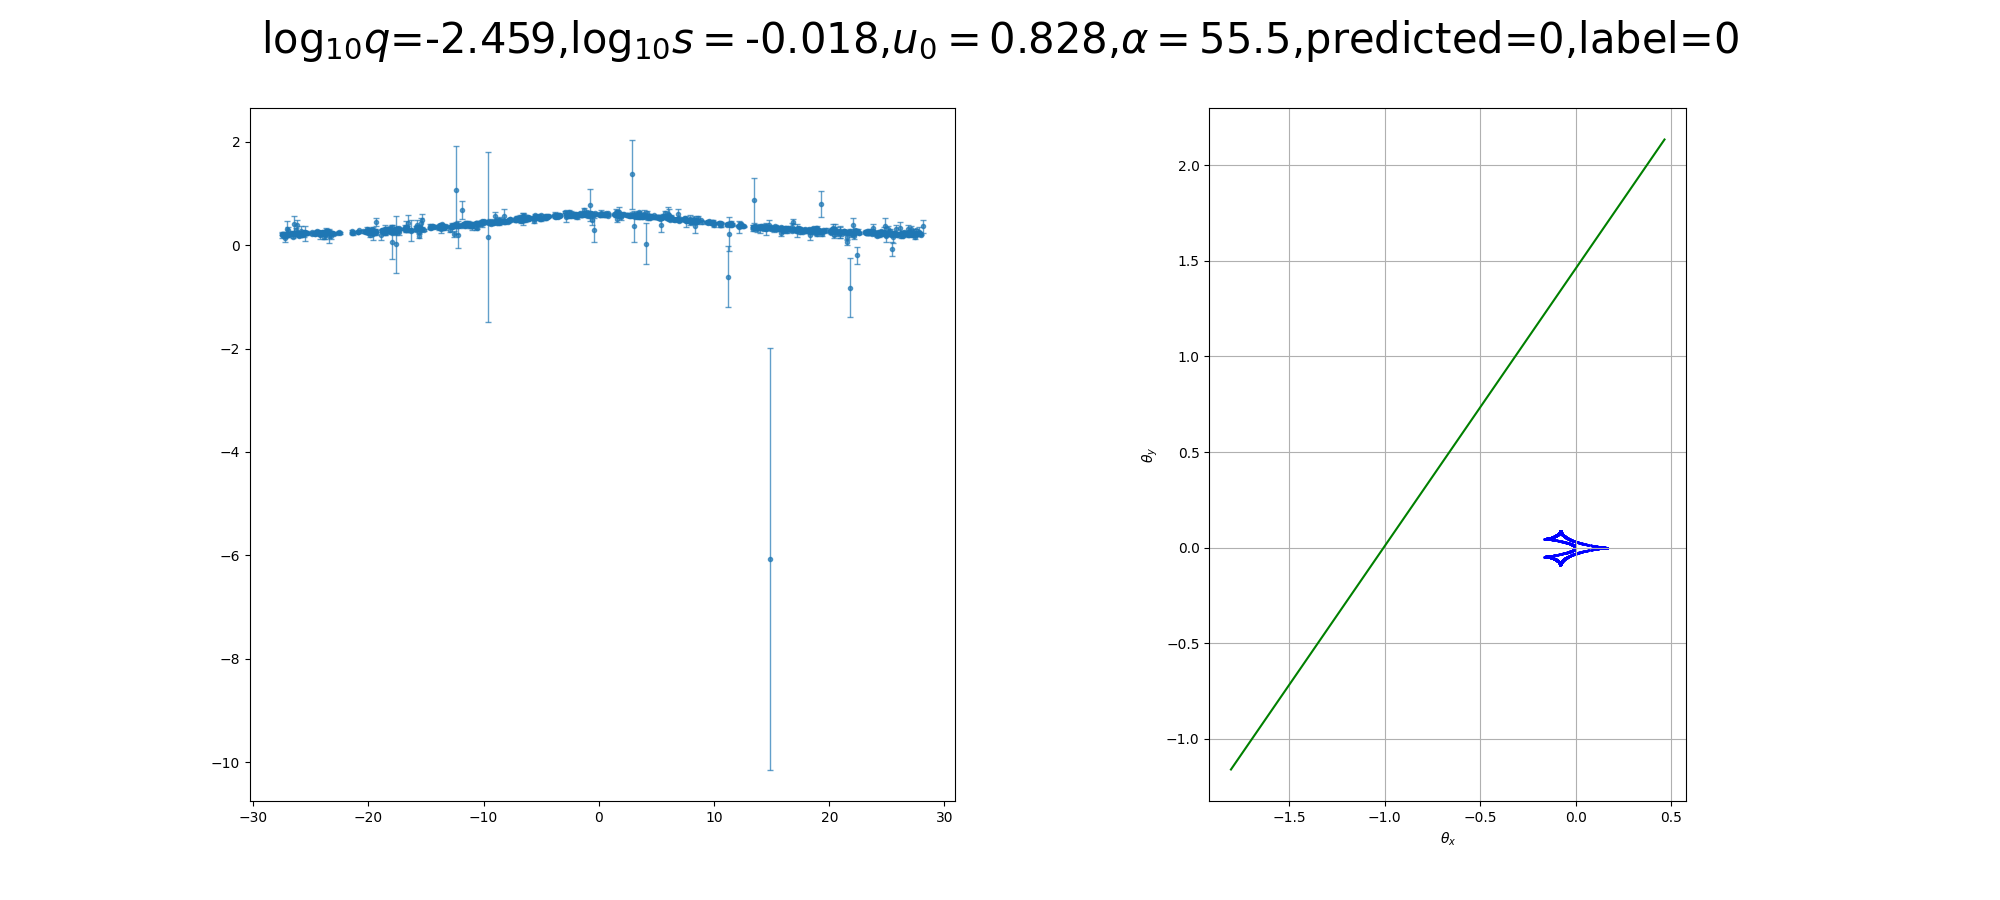 log₁₀q=-2.459,log₁₀s = -0.018,u₀ = 0.828,α = 55.5,predicted=0,label=0
2
0
−2
−4
−6
−8
−10
−30 −20 −10 0 10 20 30
θ_y
2.0
1.5
1.0
0.5
0.0
−0.5
−1.0
−1.5 −1.0 −0.5 0.0 0.5
θ_x